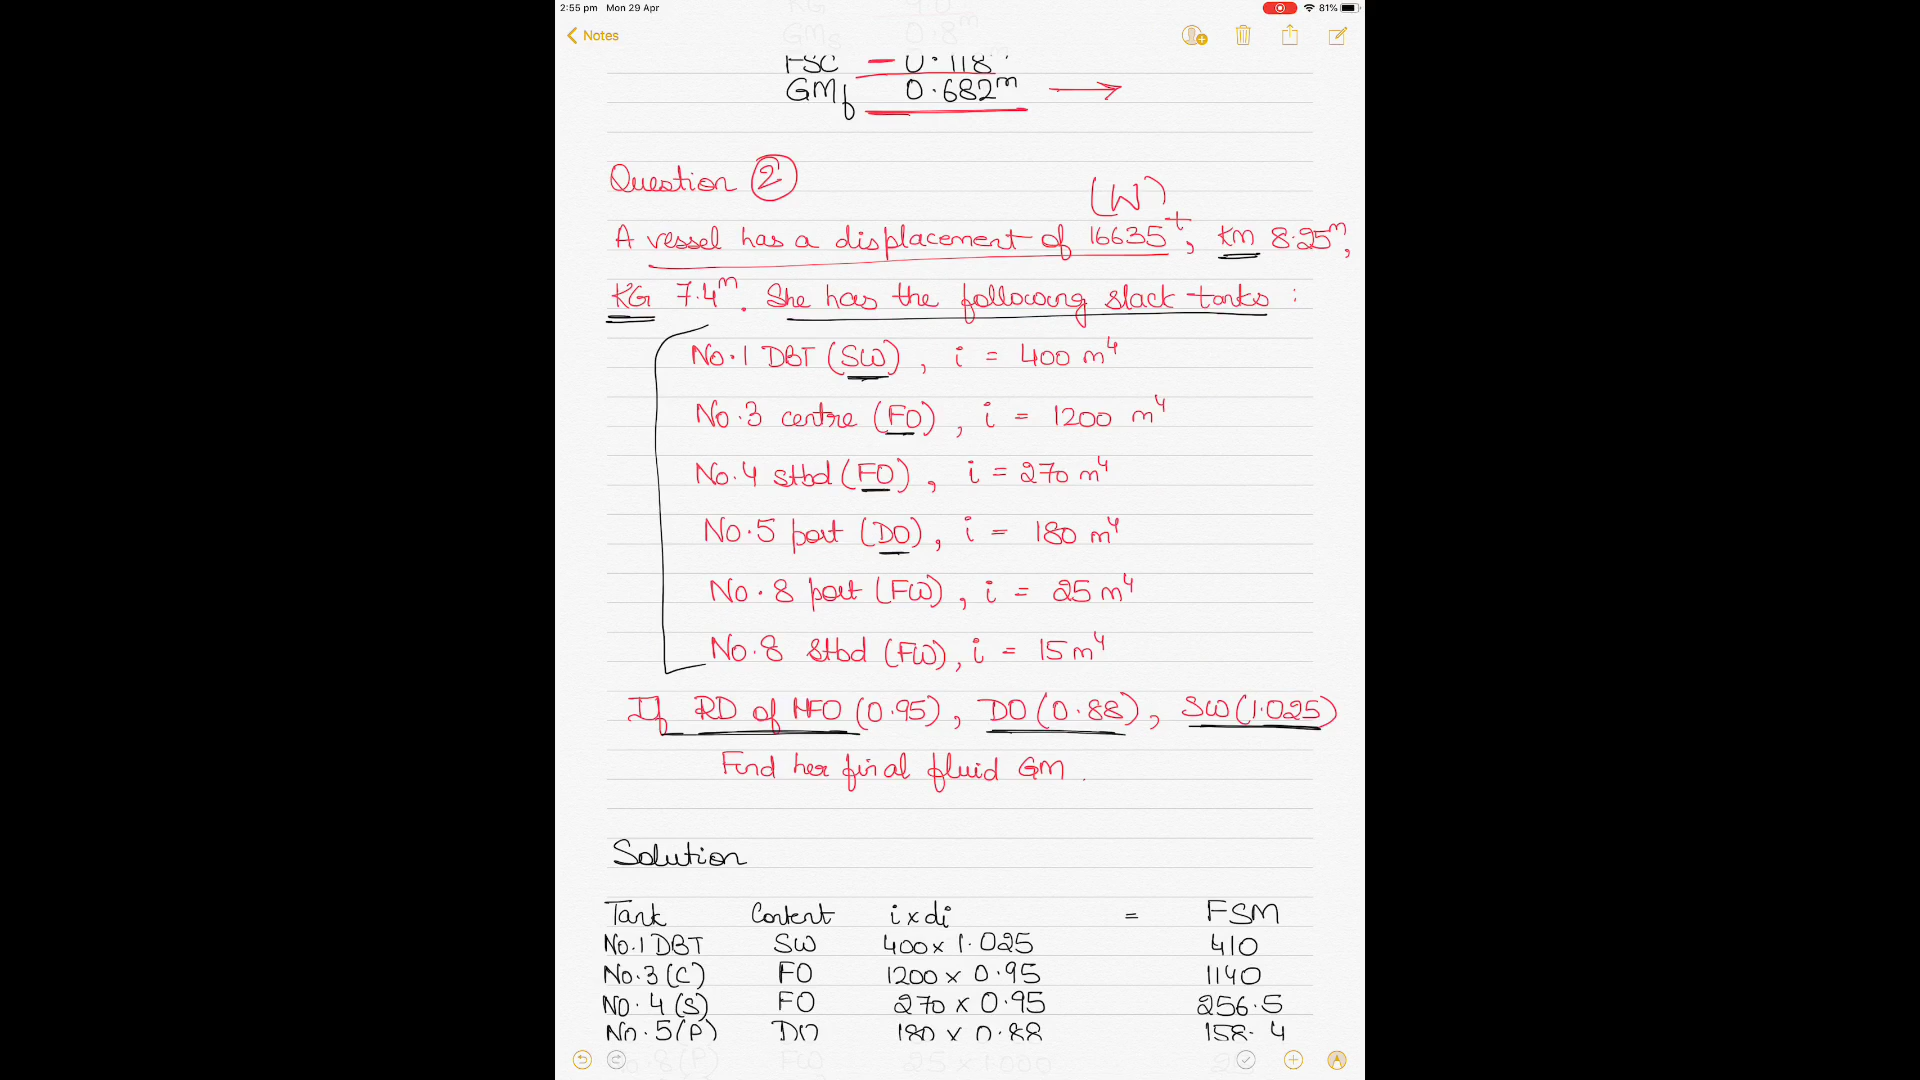 2:55 pm Mon 29 Apr 81%
Notes
FSC - 0.118
GMf 0.682m
Question 2
(W)
A vessel has a displacement of 16635t, KM 8.25m,
KG 7.4m. She has the following slack tanks :
No.1 DBT (SW), i = 400 m4
No.3 centre (FO), i = 1200 m4
No.4 stbd (FO), i = 270 m4
No.5 port (DO), i = 180 m4
No.8 port (FW), i = 25 m4
No.8 stbd (FW), i = 15 m4
If RD of HFO (0.95), DO (0.88), SW (1.025)
Find her final fluid GM.
Solution
Tank Content i x di = FSM
No.1 DBT SW 400 x 1.025 410
No.3 (C) FO 1200 x 0.95 1140
No.4 (S) FO 270 x 0.95 256.5
No.5 (P) DO 180 x 0.88 158.4